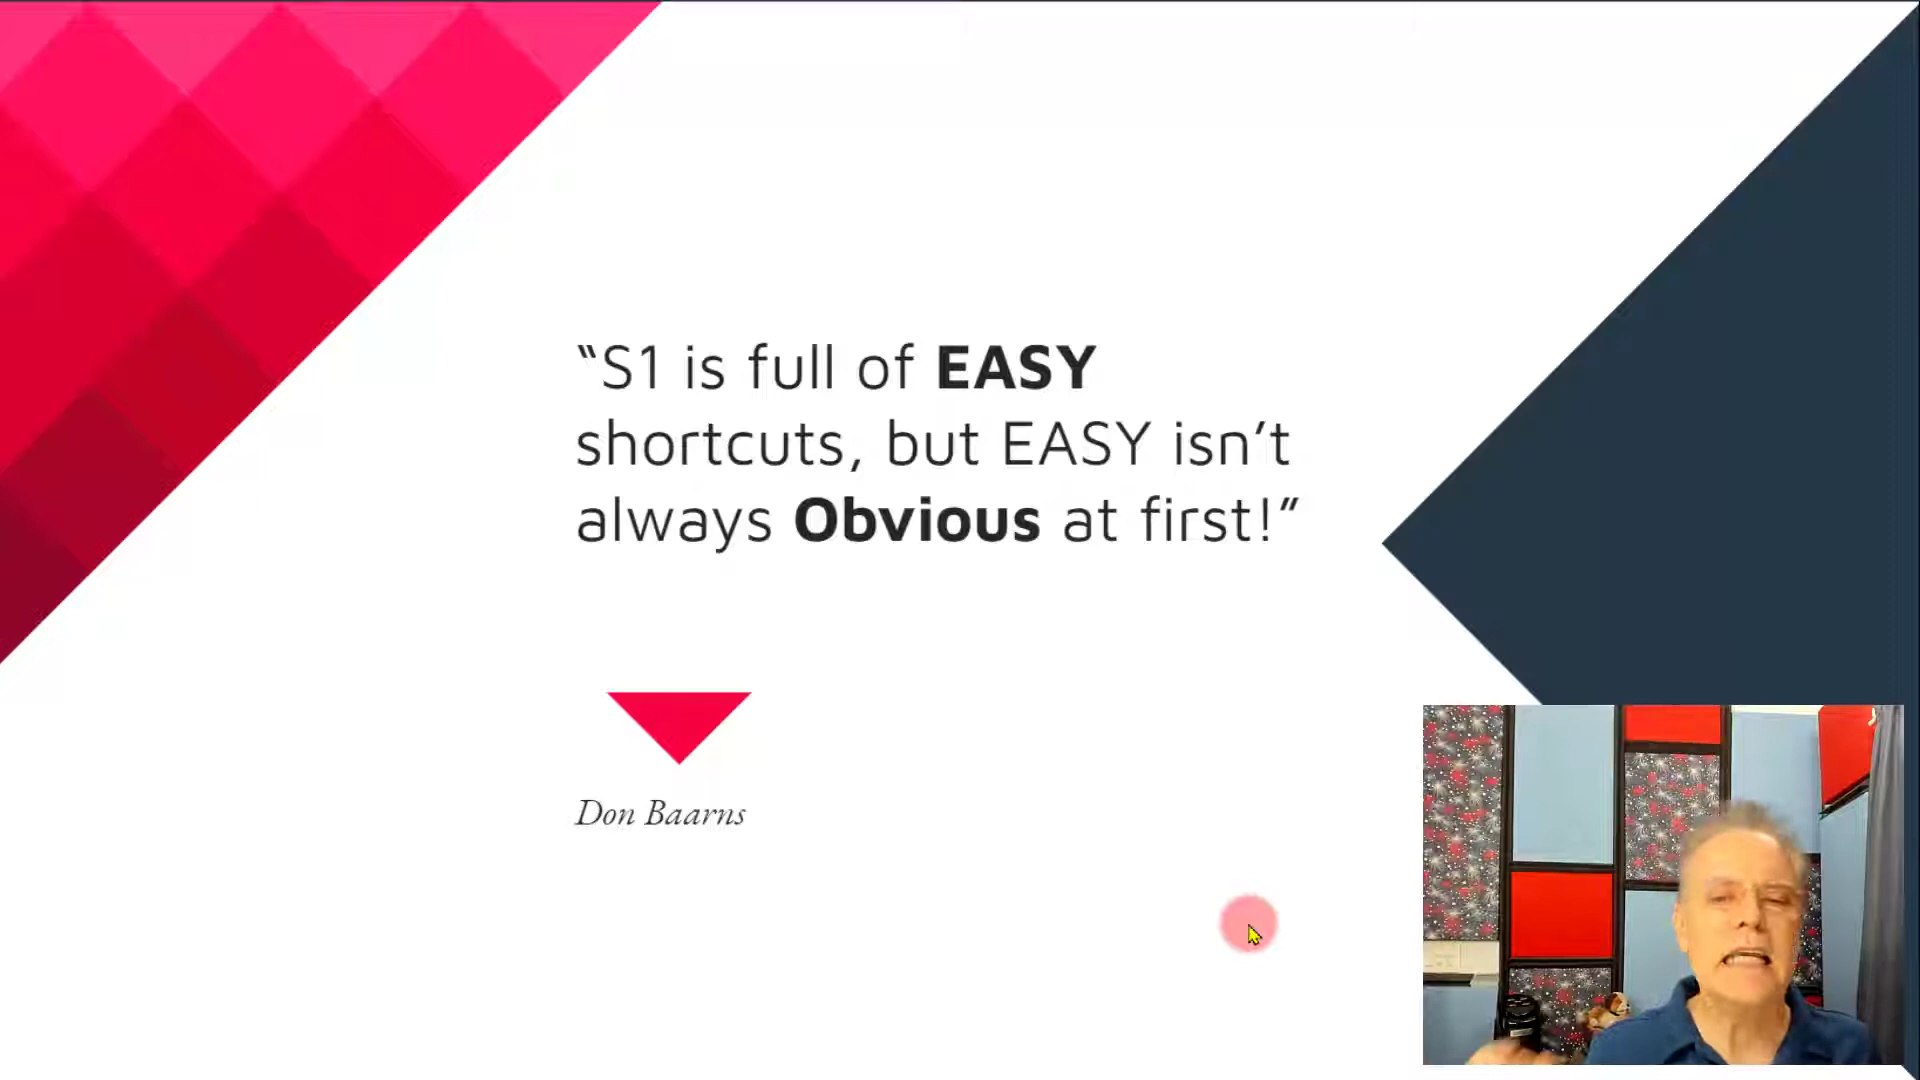 “S1 is full of EASY
shortcuts, but EASY isn’t
always Obvious at first!”
Don Baarns